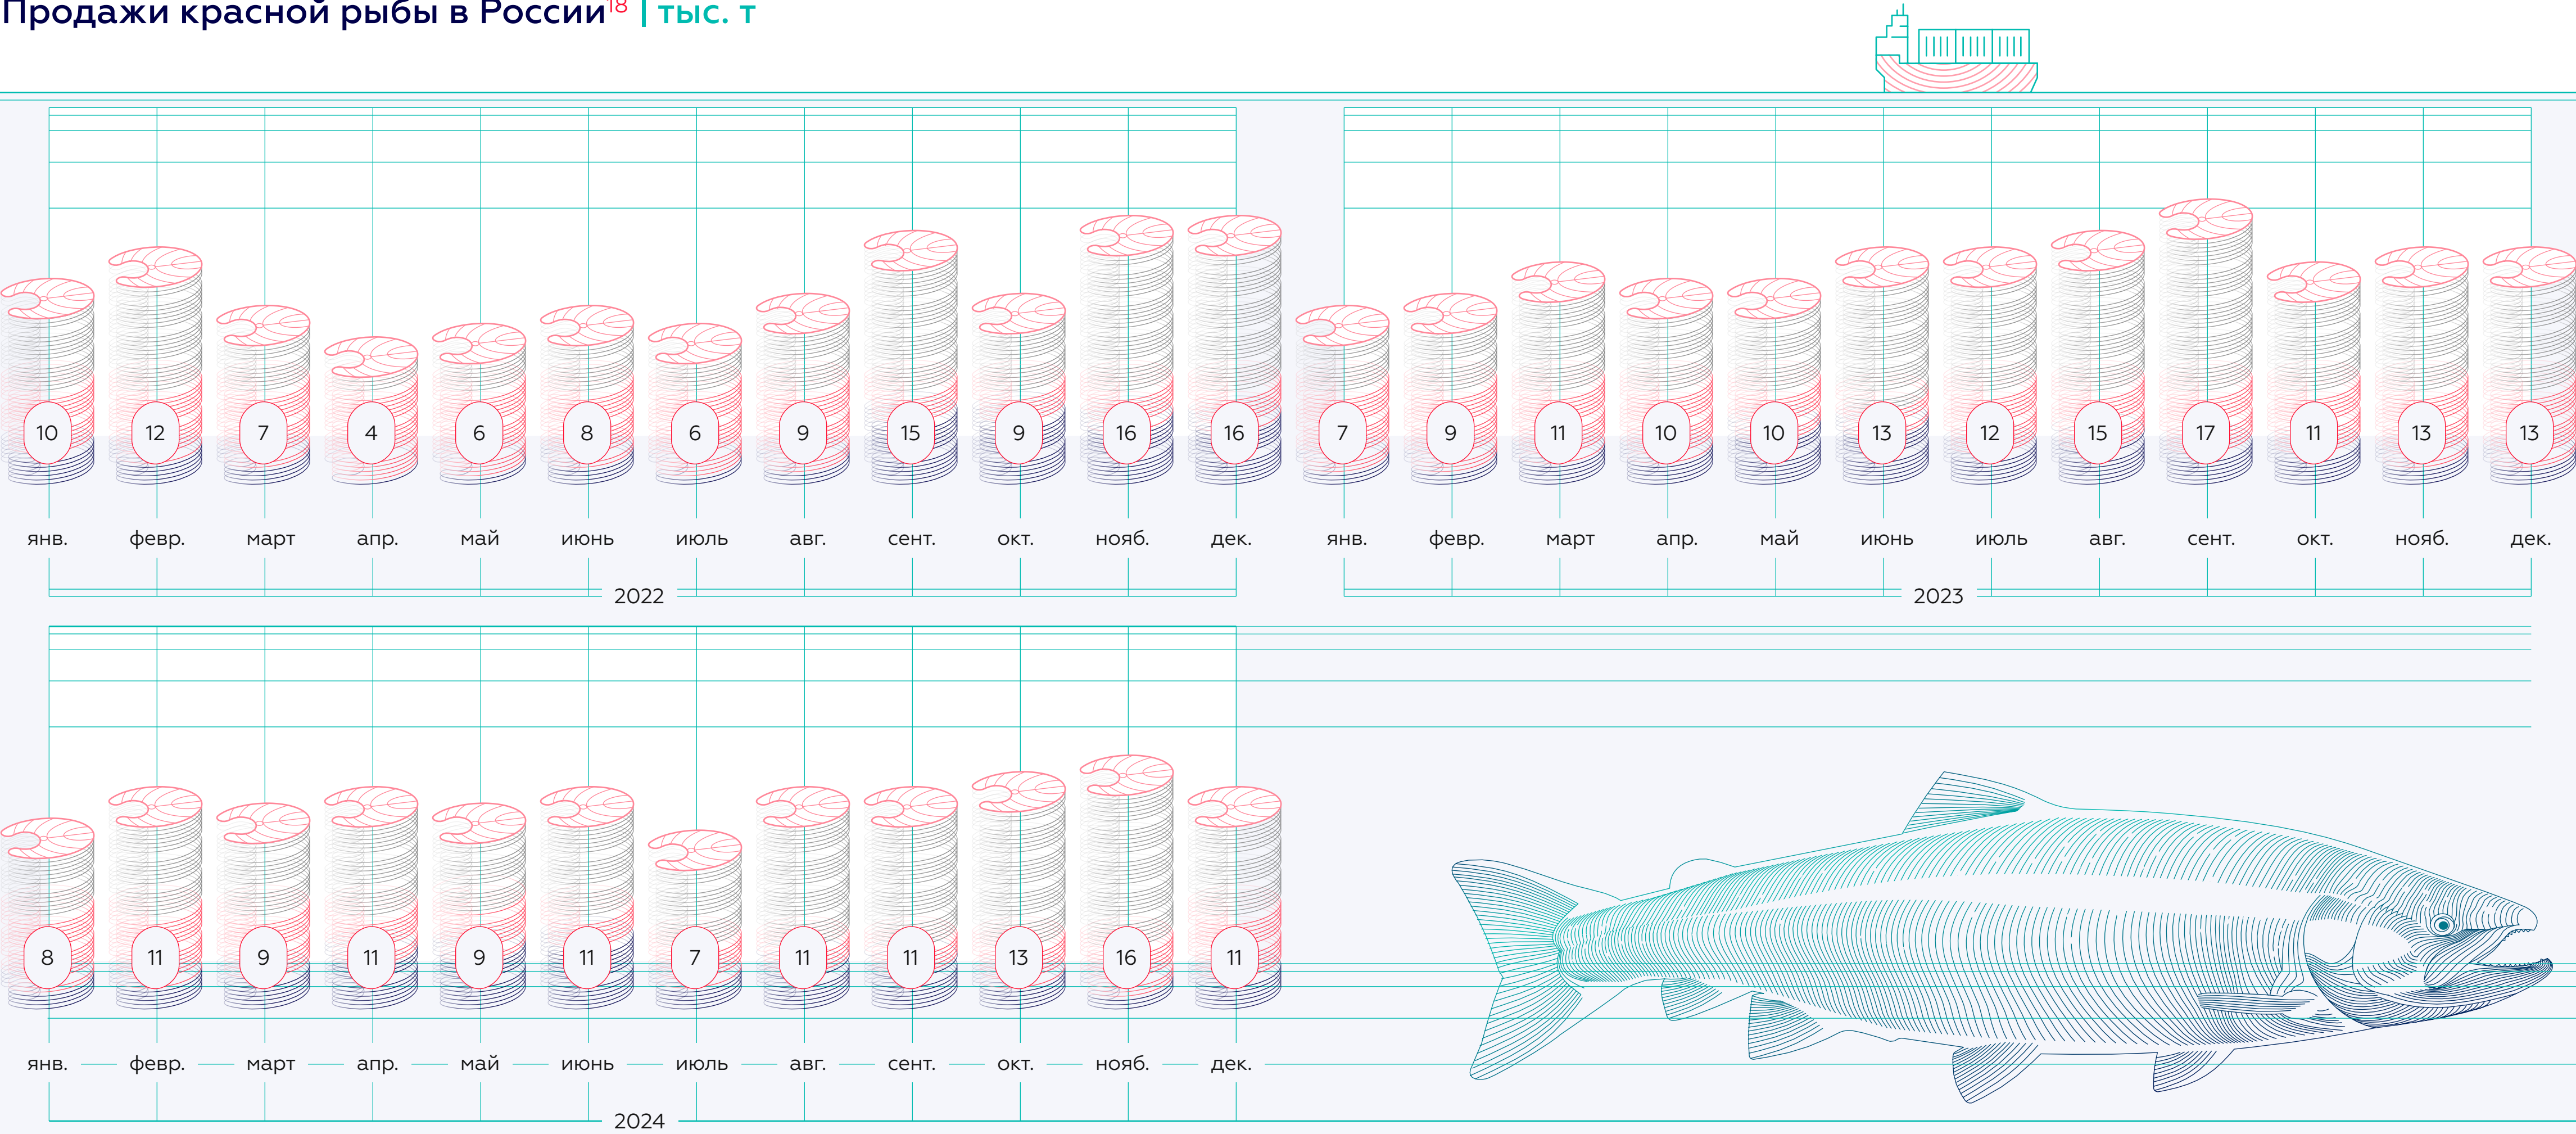 Продажи красной рыбы в России18 | тыс. т
10 12 7 4 6 8 6 9 15 9 16 16 7 9 11 10 10 13 12 15 17 11 13 13
янв. февр. март апр. май июнь июль авг. сент. окт. нояб. дек. янв. февр. март апр. май июнь июль авг. сент. окт. нояб. дек.
2022 2023
8 11 9 11 9 11 7 11 11 13 16 11
янв. февр. март апр. май июнь июль авг. сент. окт. нояб. дек.
2024